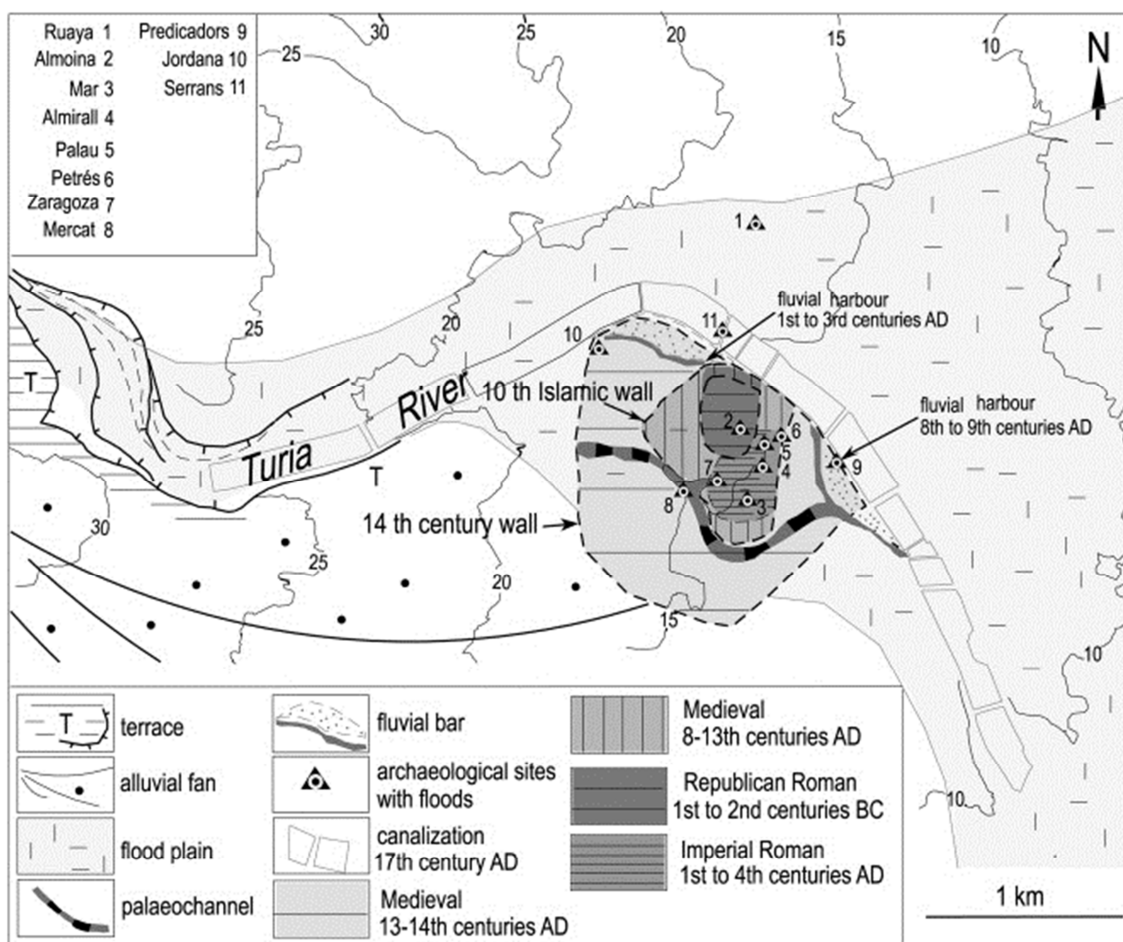 Ruaya 1
Almoina 2
Mar 3
Almirall 4
Palau 5
Petrés 6
Zaragoza 7
Mercat 8
Predicadors 9
Jordana 10
Serrans 11
25
30
25
20
15
10
N
1
fluvial harbour
1st to 3rd centuries AD
25
20
10
11
10 th Islamic wall
River
fluvial harbour
8th to 9th centuries AD
T
2
6
5
Turia
T
7
4
9
8
3
14 th century wall
30
25
20
15
10
10
T
terrace
alluvial fan
flood plain
palaeochannel
fluvial bar
archaeological sites
with floods
canalization
17th century AD
Medieval
13-14th centuries AD
Medieval
8-13th centuries AD
Republican Roman
1st to 2nd centuries BC
Imperial Roman
1st to 4th centuries AD
1 km